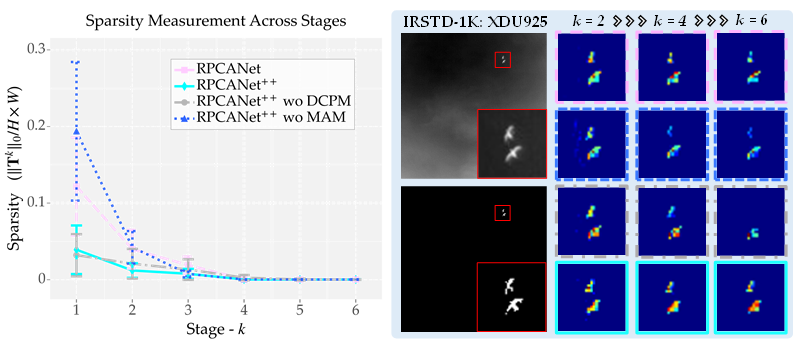 Sparsity Measurement Across Stages
0.3
0.2
0.1
0
Sparsity (||T^k||_0/H × W)
RPCANet
RPCANet++
RPCANet++ wo DCPM
RPCANet++ wo MAM
1 2 3 4 5 6
Stage - k
IRSTD-1K: XDU925
k = 2 ⋙ k = 4 ⋙ k = 6